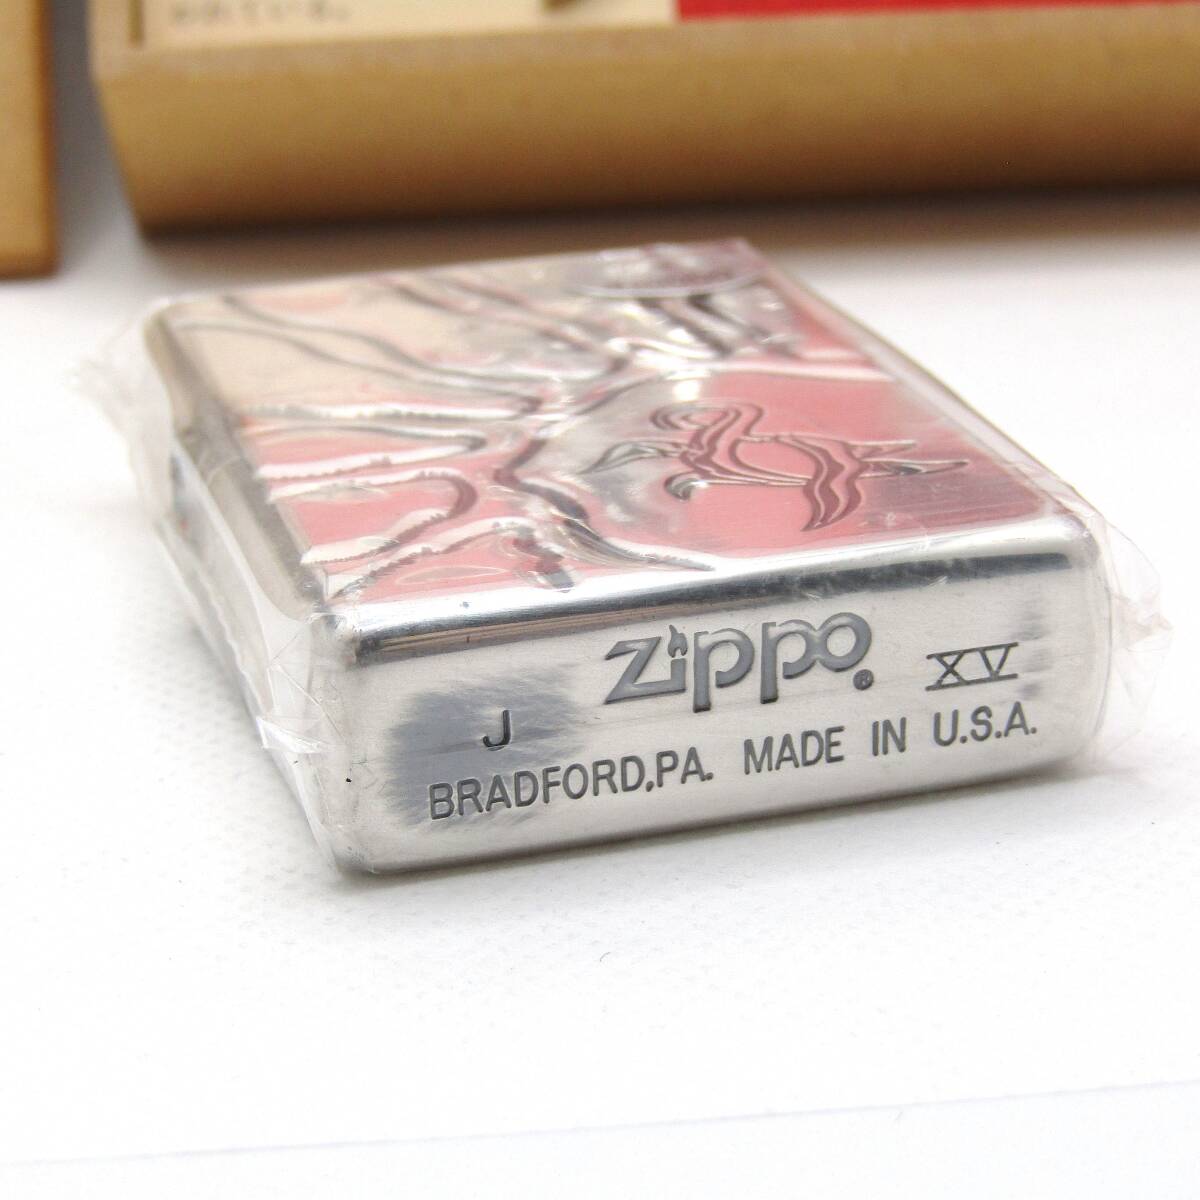 zippo® XV
J
BRADFORD,PA. MADE IN U.S.A.